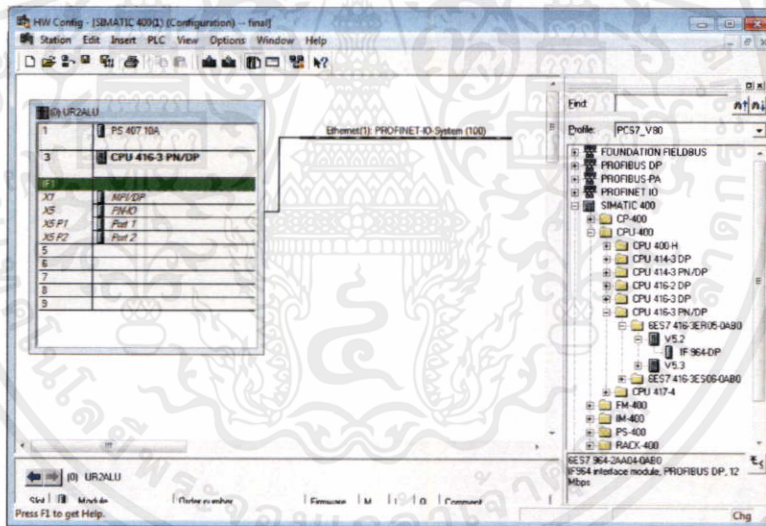 HW Config - [SIMATIC 400(1) (Configuration) -- final]
Station Edit Insert PLC View Options Window Help
(0) UR2ALU
1 PS 407 10A
3 CPU 416-3 PN/DP
IF1
X1 MPI/DP
X5 PN-IO
X5 P1 Port 1
X5 P2 Port 2
5
6
7
8
9
Ethernet(1): PROFINET-IO-System (100)
Find:
Profile: PCS7_V80
FOUNDATION FIELDBUS
PROFIBUS DP
PROFIBUS-PA
PROFINET IO
SIMATIC 400
CP-400
CPU-400
CPU 400-H
CPU 414-3 DP
CPU 414-3 PN/DP
CPU 416-2 DP
CPU 416-3 DP
CPU 416-3 PN/DP
6ES7 416-3ER05-0AB0
V5.2
IF 964-DP
V5.3
6ES7 416-3ES06-0AB0
CPU 417-4
FM-400
IM-400
PS-400
RACK-400
6ES7 964-2AA04-0AB0
IF964 interface module, PROFIBUS DP, 12
Mbps
(0) UR2ALU
Slot Module Order number Firmware M I Q Comment
Press F1 to get Help.
Chg